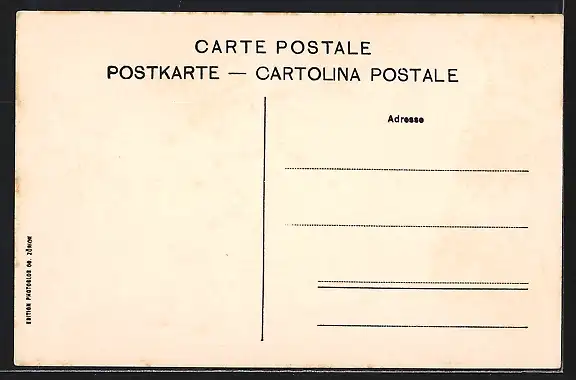 CARTE POSTALE
POSTKARTE — CARTOLINA POSTALE
Adresse
EDITION PHOTOGLOB CO. ZÜRICH